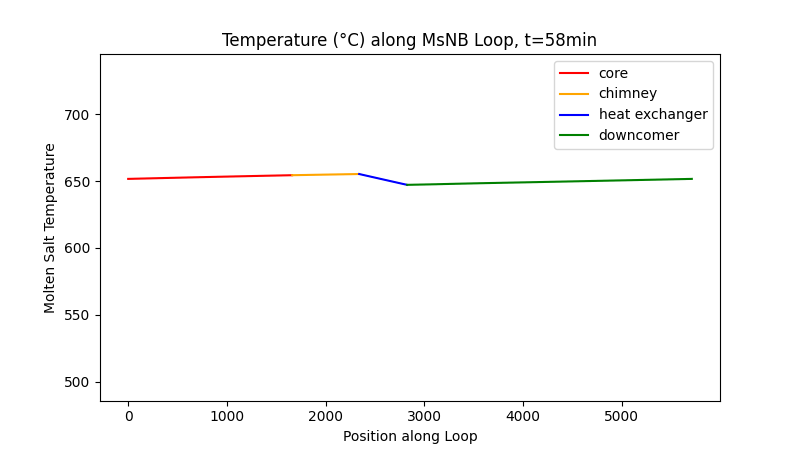 Temperature (°C) along MsNB Loop, t=58min
core
chimney
heat exchanger
downcomer
Molten Salt Temperature
700
650
600
550
500
0 1000 2000 3000 4000 5000
Position along Loop